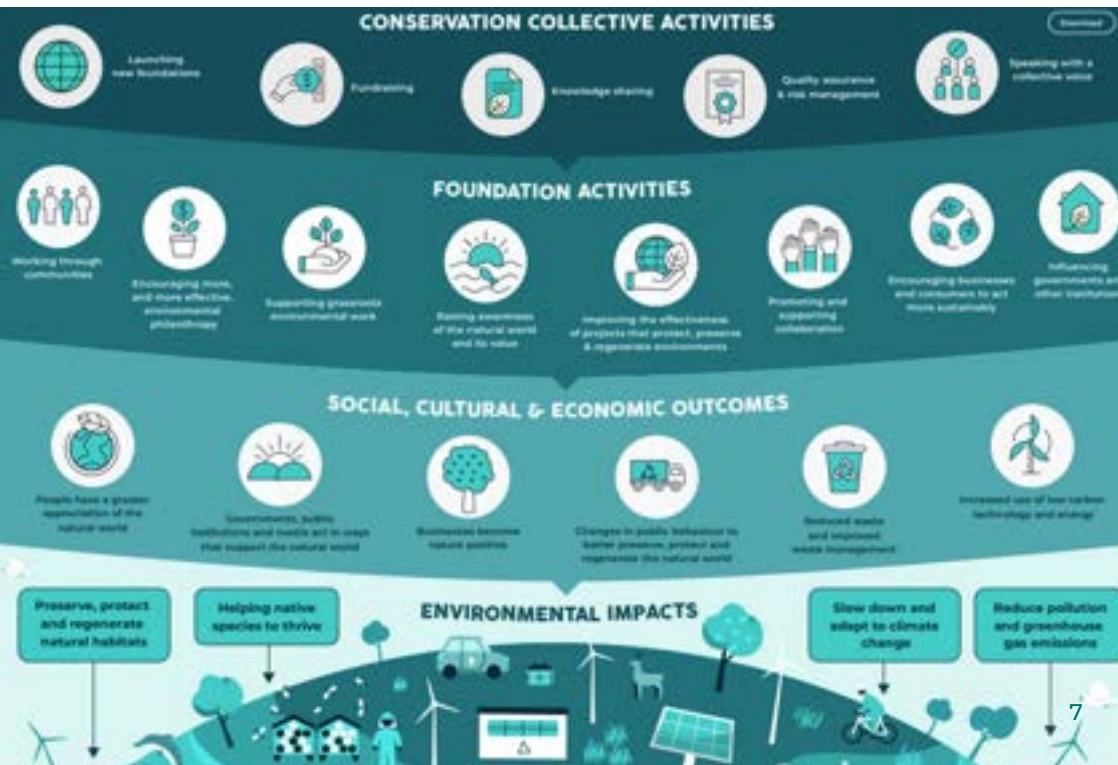 CONSERVATION COLLECTIVE ACTIVITIES
Download
Launching
new foundations
Fundraising
Knowledge sharing
Quality assurance
& risk management
Speaking with a
collective voice
FOUNDATION ACTIVITIES
Working through
communities
Encouraging more,
and more effective,
environmental
philanthropy
Supporting grassroots
environmental work
Raising awareness
of the natural world
and its value
Improving the effectiveness
of projects that protect, preserve
& regenerate environments
Promoting and
supporting
collaboration
Encouraging businesses
and consumers to act
more sustainably
Influencing
governments
other
SOCIAL, CULTURAL & ECONOMIC OUTCOMES
People have a greater
appreciation of the
natural world
Governments, public
institutions and media act in ways
that support the natural world
Businesses become
nature positive
Changes in public behaviour to
better preserve, protect and
regenerate the natural world
Reduced waste
and improved
waste management
Increased use of low carbon
technology and energy
ENVIRONMENTAL IMPACTS
Preserve, protect
and regenerate
natural habitats
Helping native
species to thrive
Slow down and
adapt to climate
change
Reduce pollution
and greenhouse
gas emissions
7